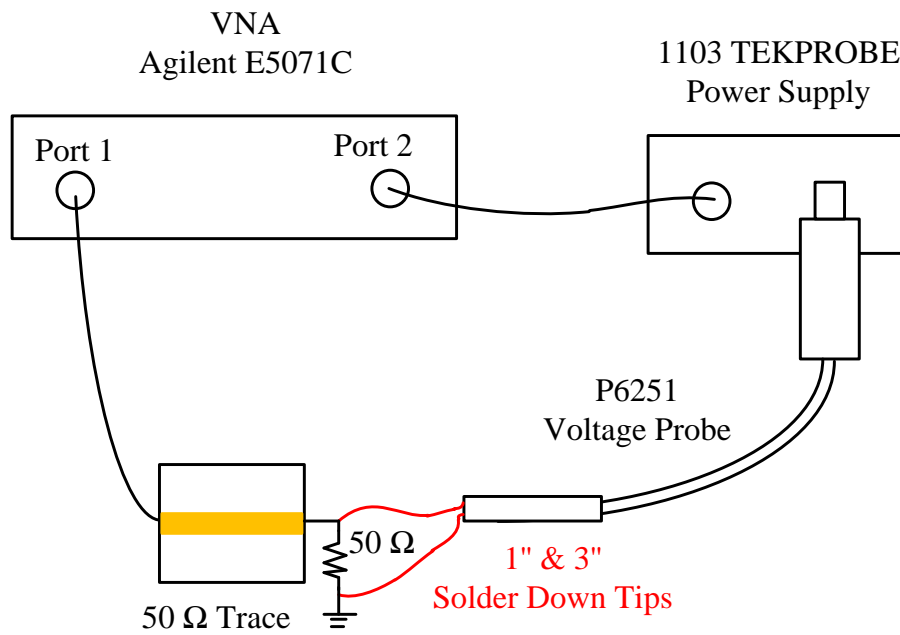 VNA
Agilent E5071C
1103 TEKPROBE
Power Supply
Port 1
Port 2
P6251
Voltage Probe
50 Ω
1" & 3"
Solder Down Tips
50 Ω Trace